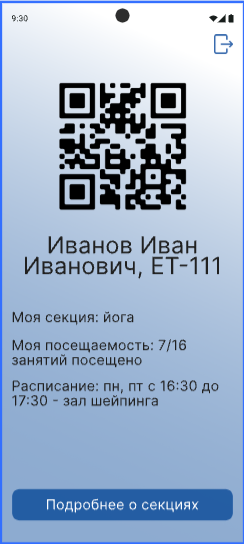 9:30
Иванов Иван
Иванович, ЕТ-111
Моя секция: йога
Моя посещаемость: 7/16
занятий посещено
Расписание: пн, пт с 16:30 до
17:30 - зал шейпинга
Подробнее о секциях